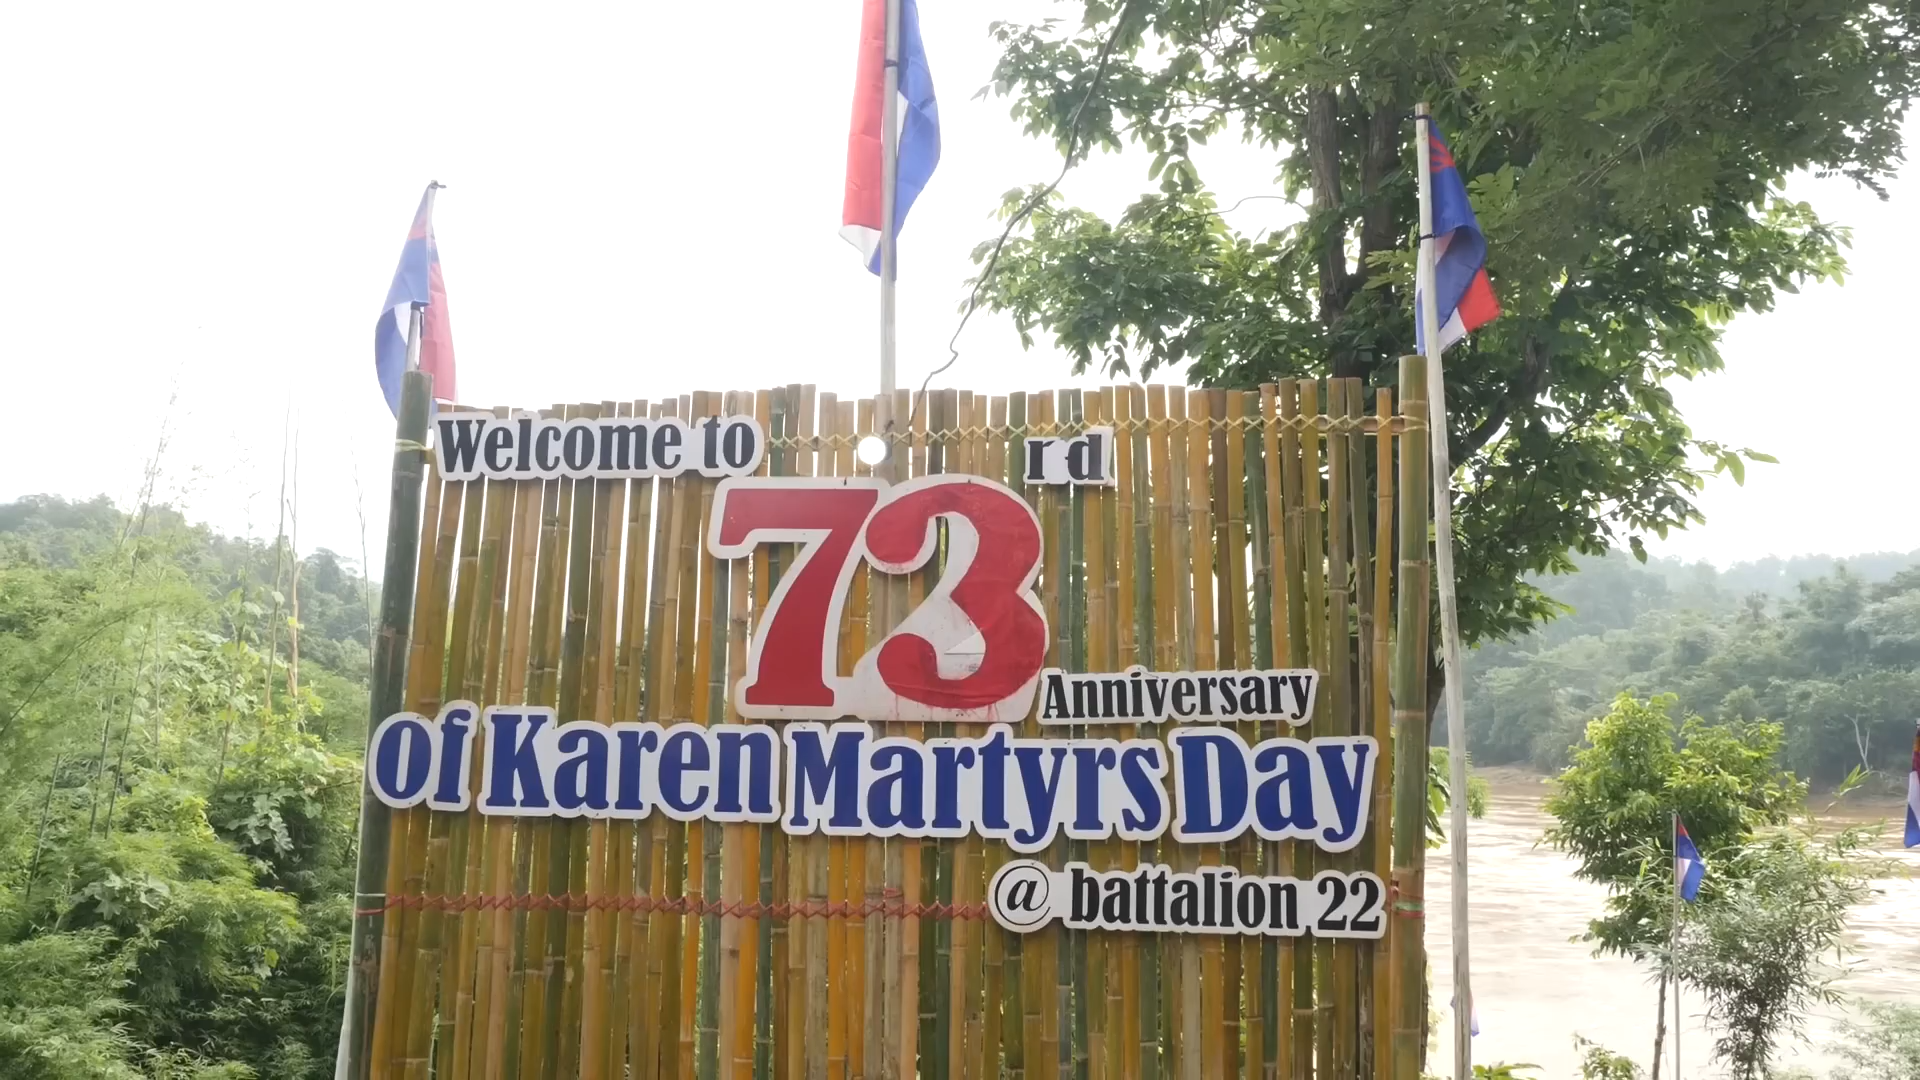 Welcome to
73rd
Anniversary
of Karen Martyrs Day
@ battalion 22